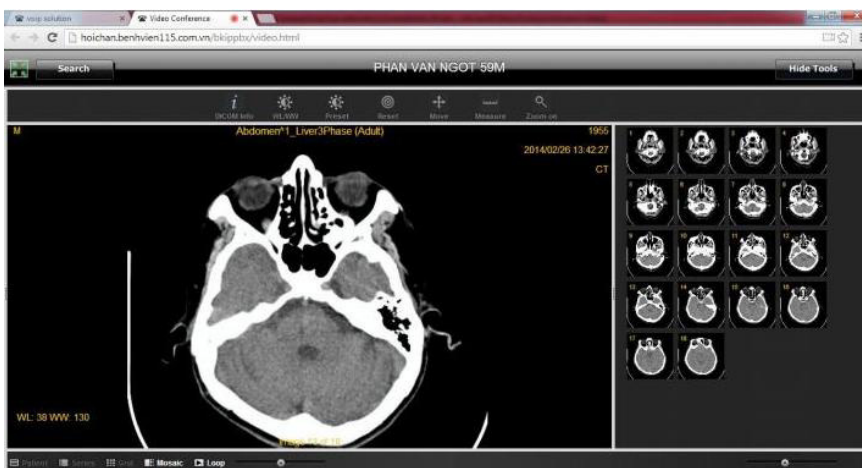 voip solution
Video Conference
hoichan.benhvien115.com.vn/bkippbx/video.html
Search
PHAN VAN NGOT 59M
Hide Tools
DICOM Info
WL/WW
Preset
Reset
Move
Measure
Zoom on
M
Abdomen^1_Liver3Phase (Adult)
1955
2014/02/26 13:42:27
CT
WL: 38 WW: 130
1
2
3
4
5
6
7
8
9
10
11
12
13
14
15
16
17
18
Patient
Series
Grid
Mosaic
Loop